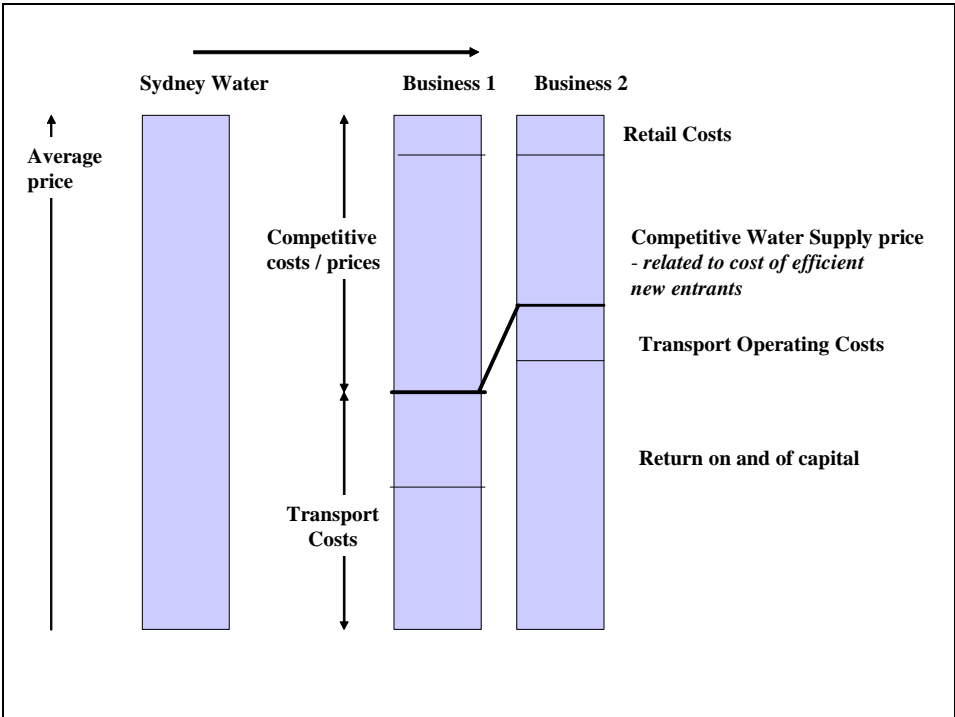 Sydney Water
Business 1
Business 2
Average
price
Competitive
costs / prices
Transport
Costs
Retail Costs
Competitive Water Supply price
- related to cost of efficient
new entrants
Transport Operating Costs
Return on and of capital